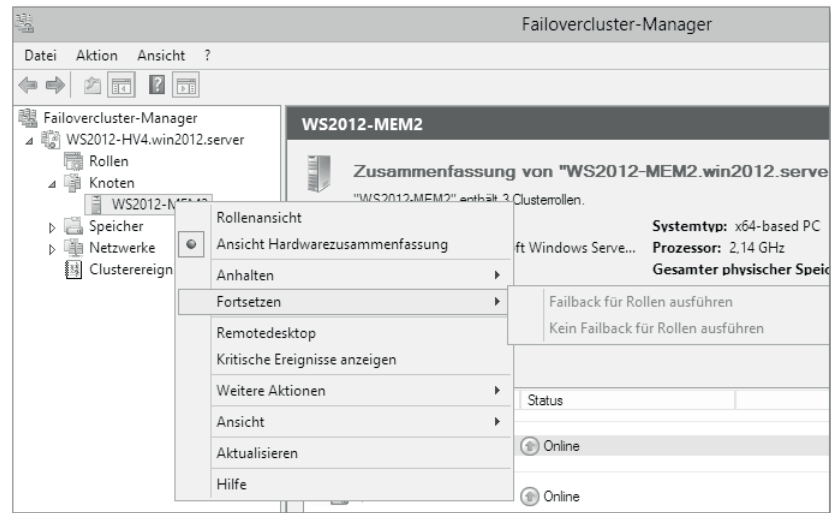 Failovercluster-Manager
Datei Aktion Ansicht ?
Failovercluster-Manager
WS2012-HV4.win2012.server
Rollen
Knoten
WS2012-MEM2
Speicher
Netzwerke
Clusterereign
WS2012-MEM2
Zusammenfassung von "WS2012-MEM2.win2012.serve
"WS2012-MEM2" enthält 3 Clusterrollen.
Systemtyp: x64-based PC
ft Windows Serve... Prozessor: 2,14 GHz
Gesamter physischer Speic
Rollenansicht
Ansicht Hardwarezusammenfassung
Anhalten
Fortsetzen
Remotedesktop
Kritische Ereignisse anzeigen
Weitere Aktionen
Ansicht
Aktualisieren
Hilfe
Failback für Rollen ausführen
Kein Failback für Rollen ausführen
Status
Online
Online